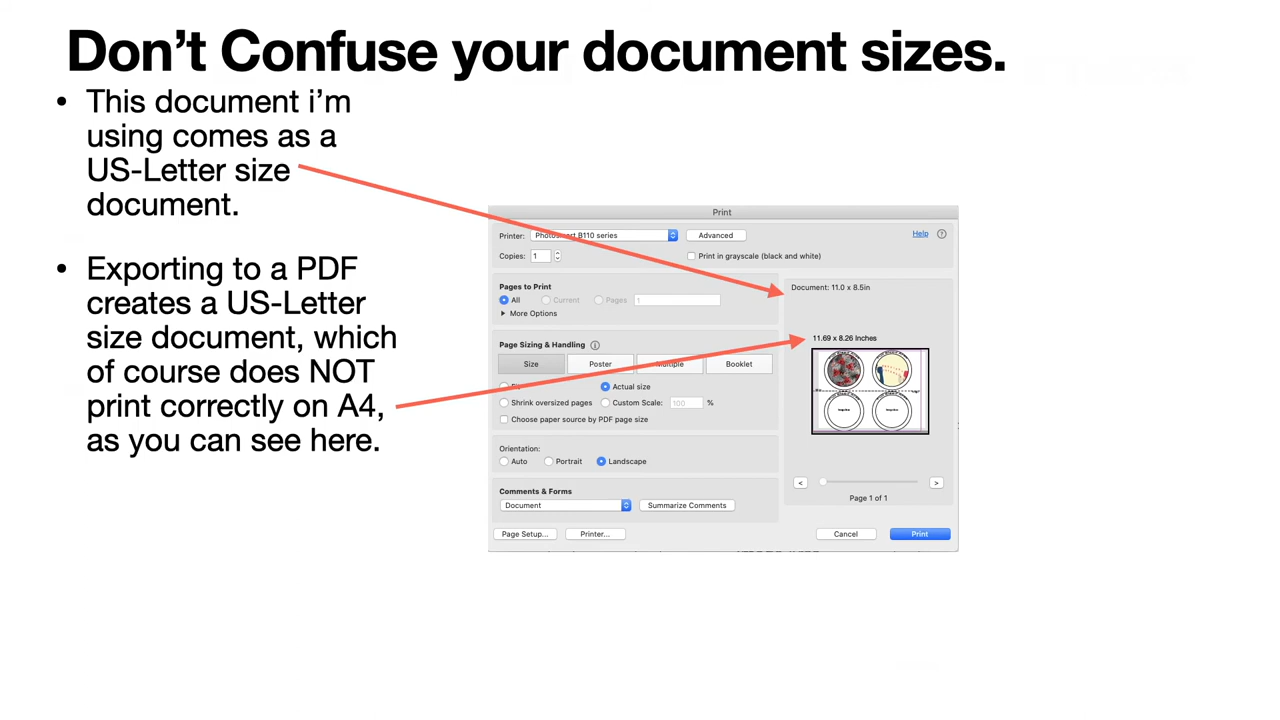 Don't Confuse your document sizes.
• This document i'm
using comes as a
US-Letter size
document.
• Exporting to a PDF
creates a US-Letter
size document, which
of course does NOT
print correctly on A4,
as you can see here.
Print
Printer: Photosmart B110 series Advanced Help ?
Copies: 1 Print in grayscale (black and white)
Pages to Print
All Current Pages 1
More Options
Page Sizing & Handling i
Size Poster Multiple Booklet
Actual size
Shrink oversized pages Custom Scale: 100 %
Choose paper source by PDF page size
Orientation:
Auto Portrait Landscape
Comments & Forms
Document Summarize Comments
Page Setup... Printer... Cancel Print
Document: 11.0 x 8.5in
11.69 x 8.26 Inches
< >
Page 1 of 1